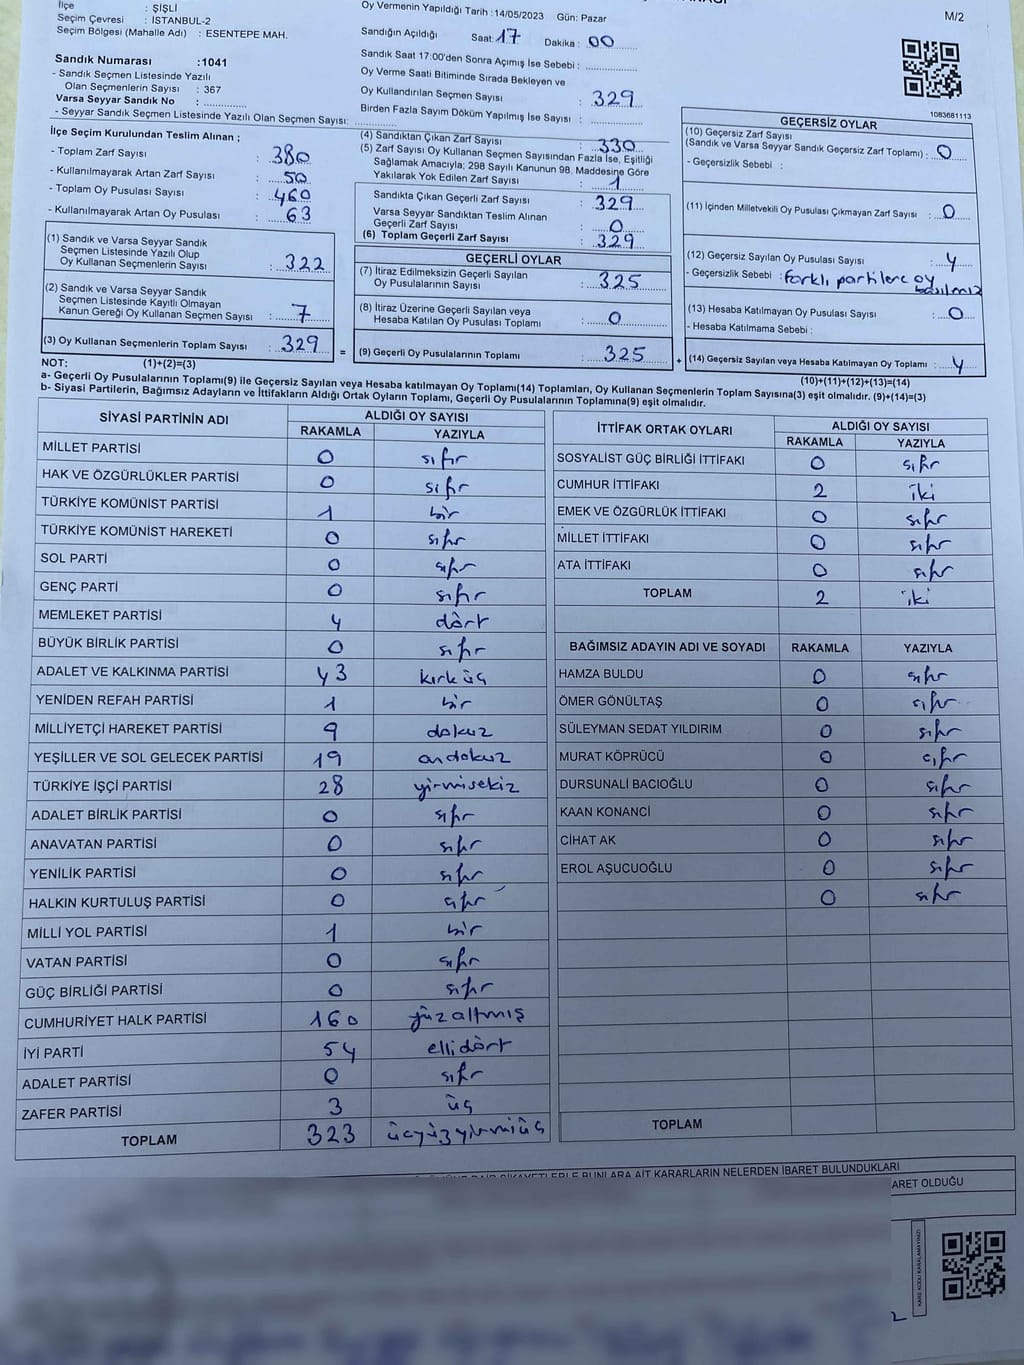 İlçe : ŞİŞLİ
Seçim Çevresi : İSTANBUL-2
Seçim Bölgesi (Mahalle Adı) : ESENTEPE MAH.
Sandık Numarası :1041
- Sandık Seçmen Listesinde Yazılı
Olan Seçmenlerin Sayısı : 367
Varsa Seyyar Sandık No :
- Seyyar Sandık Seçmen Listesinde Yazılı Olan Seçmen Sayısı:
Oy Vermenin Yapıldığı Tarih :14/05/2023 Gün: Pazar
Sandığın Açıldığı Saat: 17 Dakika : 00
Sandık Saat 17:00'den Sonra Açımış İse Sebebi :
Oy Verme Saati Bitiminde Sırada Bekleyen ve
Oy Kullandırılan Seçmen Sayısı : 329
Birden Fazla Sayım Döküm Yapılmış İse Sayısı :
M/2
1083681113
İlçe Seçim Kurulundan Teslim Alınan ;
- Toplam Zarf Sayısı : 380
- Kullanılmayarak Artan Zarf Sayısı : 50
- Toplam Oy Pusulası Sayısı : 460
- Kullanılmayarak Artan Oy Pusulası : 63
(1) Sandık ve Varsa Seyyar Sandık
Seçmen Listesinde Yazılı Olup
Oy Kullanan Seçmenlerin Sayısı : 322
(2) Sandık ve Varsa Seyyar Sandık
Seçmen Listesinde Kayıtlı Olmayan
Kanun Gereği Oy Kullanan Seçmen Sayısı : 7
(3) Oy Kullanan Seçmenlerin Toplam Sayısı : 329
(4) Sandıktan Çıkan Zarf Sayısı : 330
(5) Zarf Sayısı Oy Kullanan Seçmen Sayısından Fazla İse, Eşitliği
Sağlamak Amacıyla; 298 Sayılı Kanunun 98. Maddesine Göre
Yakılarak Yok Edilen Zarf Sayısı : 1
Sandıkta Çıkan Geçerli Zarf Sayısı : 329
Varsa Seyyar Sandıktan Teslim Alınan
Geçerli Zarf Sayısı : 0
(6) Toplam Geçerli Zarf Sayısı : 329
GEÇERLİ OYLAR
(7) İtiraz Edilmeksizin Geçerli Sayılan
Oy Pusulalarının Sayısı : 325
(8) İtiraz Üzerine Geçerli Sayılan veya
Hesaba Katılan Oy Pusulası Toplamı : 0
= (9) Geçerli Oy Pusulalarının Toplamı : 325
GEÇERSİZ OYLAR
(10) Geçersiz Zarf Sayısı
(Sandık ve Varsa Seyyar Sandık Geçersiz Zarf Toplamı) : 0
- Geçersizlik Sebebi :
(11) İçinden Milletvekili Oy Pusulası Çıkmayan Zarf Sayısı : 0
(12) Geçersiz Sayılan Oy Pusulası Sayısı : 4
- Geçersizlik Sebebi : farklı partilere oy
basılmış
(13) Hesaba Katılmayan Oy Pusulası Sayısı : 0
- Hesaba Katılmama Sebebi :
+ (14) Geçersiz Sayılan veya Hesaba Katılmayan Oy Toplamı : 4
NOT: (1)+(2)=(3) (10)+(11)+(12)+(13)=(14)
a- Geçerli Oy Pusulalarının Toplamı(9) ile Geçersiz Sayılan veya Hesaba katılmayan Oy Toplamı(14) Toplamları, Oy Kullanan Seçmenlerin Toplam Sayısına(3) eşit olmalıdır. (9)+(14)=(3)
b- Siyasi Partilerin, Bağımsız Adayların ve İttifakların Aldığı Ortak Oyların Toplamı, Geçerli Oy Pusulalarının Toplamına(9) eşit olmalıdır.
SİYASİ PARTİNİN ADI ALDIĞI OY SAYISI
RAKAMLA YAZIYLA
MİLLET PARTİSİ 0 sıfır
HAK VE ÖZGÜRLÜKLER PARTİSİ 0 sıfır
TÜRKİYE KOMÜNİST PARTİSİ 1 bir
TÜRKİYE KOMÜNİST HAREKETİ 0 sıfır
SOL PARTİ 0 sıfır
GENÇ PARTİ 0 sıfır
MEMLEKET PARTİSİ 4 dört
BÜYÜK BİRLİK PARTİSİ 0 sıfır
ADALET VE KALKINMA PARTİSİ 43 kırküç
YENİDEN REFAH PARTİSİ 1 bir
MİLLİYETÇİ HAREKET PARTİSİ 9 dokuz
YEŞİLLER VE SOL GELECEK PARTİSİ 19 ondokuz
TÜRKİYE İŞÇİ PARTİSİ 28 yirmisekiz
ADALET BİRLİK PARTİSİ 0 sıfır
ANAVATAN PARTİSİ 0 sıfır
YENİLİK PARTİSİ 0 sıfır
HALKIN KURTULUŞ PARTİSİ 0 sıfır
MİLLİ YOL PARTİSİ 1 bir
VATAN PARTİSİ 0 sıfır
GÜÇ BİRLİĞİ PARTİSİ 0 sıfır
CUMHURİYET HALK PARTİSİ 160 yüzaltmış
İYİ PARTİ 54 ellidört
ADALET PARTİSİ 0 sıfır
ZAFER PARTİSİ 3 üç
TOPLAM 323 üçyüzyirmiüç
İTTİFAK ORTAK OYLARI ALDIĞI OY SAYISI
RAKAMLA YAZIYLA
SOSYALİST GÜÇ BİRLİĞİ İTTİFAKI 0 sıfır
CUMHUR İTTİFAKI 2 iki
EMEK VE ÖZGÜRLÜK İTTİFAKI 0 sıfır
MİLLET İTTİFAKI 0 sıfır
ATA İTTİFAKI 0 sıfır
TOPLAM 2 iki
BAĞIMSIZ ADAYIN ADI VE SOYADI RAKAMLA YAZIYLA
HAMZA BULDU 0 sıfır
ÖMER GÖNÜLTAŞ 0 sıfır
SÜLEYMAN SEDAT YILDIRIM 0 sıfır
MURAT KÖPRÜCÜ 0 sıfır
DURSUNALİ BACIOĞLU 0 sıfır
KAAN KONANCİ 0 sıfır
CİHAT AK 0 sıfır
EROL AŞUCUOĞLU 0 sıfır
0 sıfır
TOPLAM
ŞİKAYETLERLE BUNLARA AİT KARARLARIN NELERDEN İBARET BULUNDUKLARI
ARET OLDUĞU